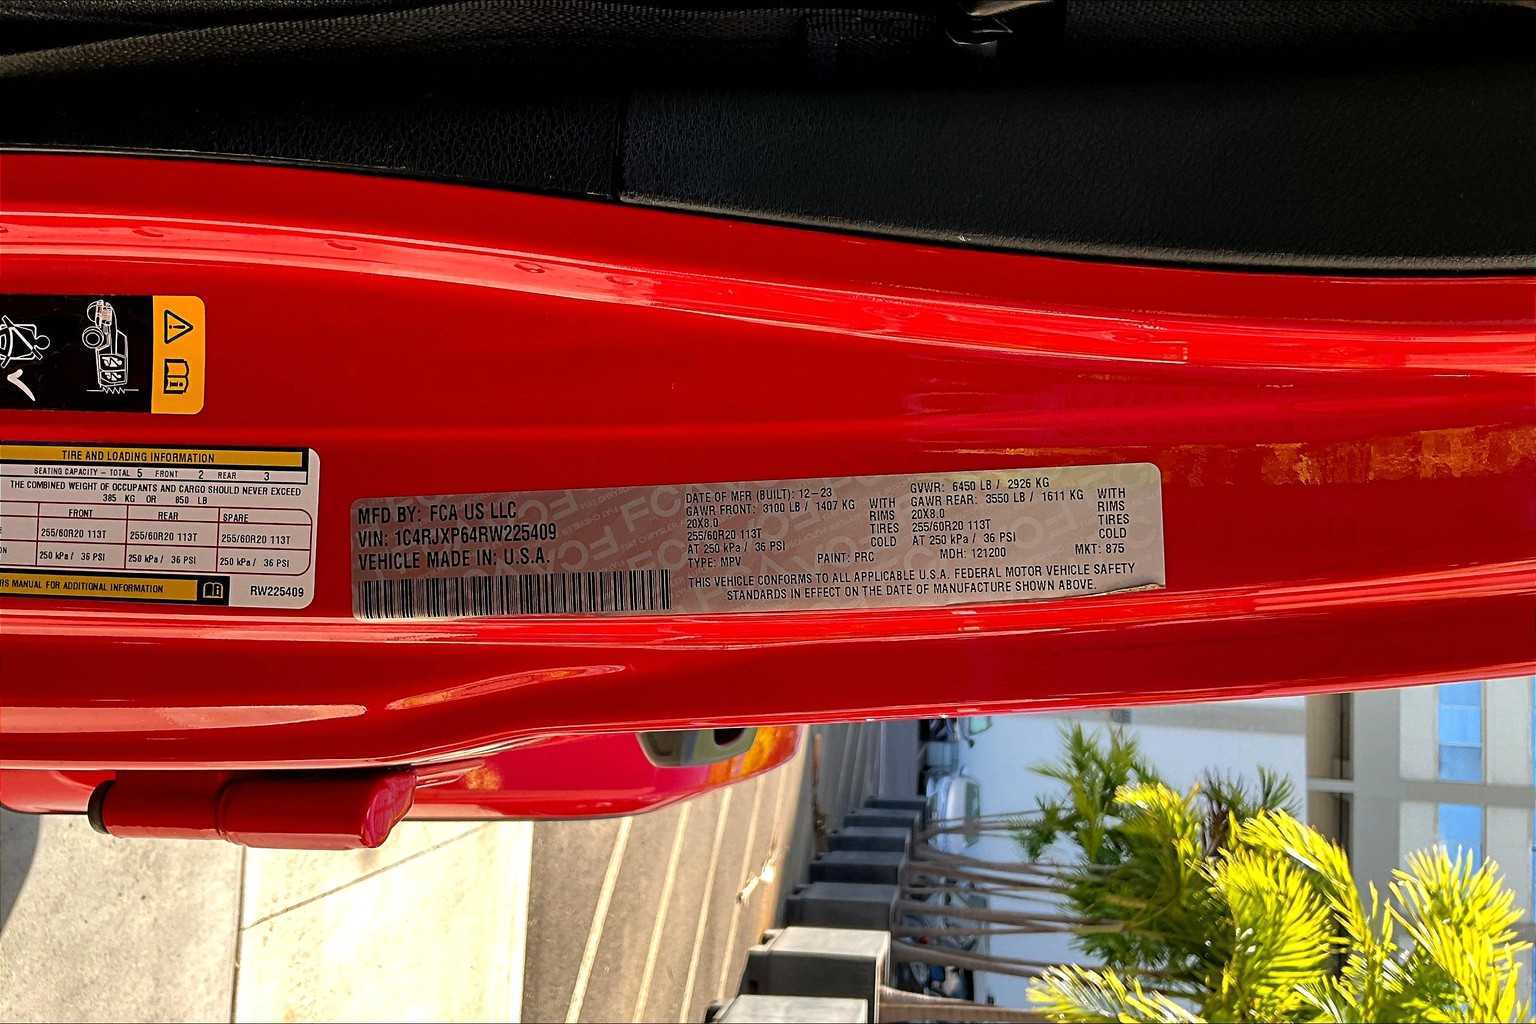 TIRE AND LOADING INFORMATION
SEATING CAPACITY – TOTAL 5 FRONT 2 REAR 3
THE COMBINED WEIGHT OF OCCUPANTS AND CARGO SHOULD NEVER EXCEED
385 KG OR 850 LB
FRONT REAR SPARE
255/60R20 113T 255/60R20 113T 255/60R20 113T
250 kPa / 36 PSI 250 kPa / 36 PSI 250 kPa / 36 PSI
MANUAL FOR ADDITIONAL INFORMATION
RW225409
MFD BY: FCA US LLC
VIN: 1C4RJXP64RW225409
VEHICLE MADE IN: U.S.A.
DATE OF MFR (BUILT): 12–23
GAWR FRONT: 3100 LB / 1407 KG WITH
20X8.0 RIMS
255/60R20 113T TIRES
AT 250 kPa / 36 PSI COLD
TYPE: MPV
GVWR: 6450 LB / 2926 KG
GAWR REAR: 3550 LB / 1611 KG WITH
20X8.0 RIMS
255/60R20 113T TIRES
AT 250 kPa / 36 PSI COLD
PAINT: PRC MDH: 121200 MKT: 875
THIS VEHICLE CONFORMS TO ALL APPLICABLE U.S.A. FEDERAL MOTOR VEHICLE SAFETY
STANDARDS IN EFFECT ON THE DATE OF MANUFACTURE SHOWN ABOVE.